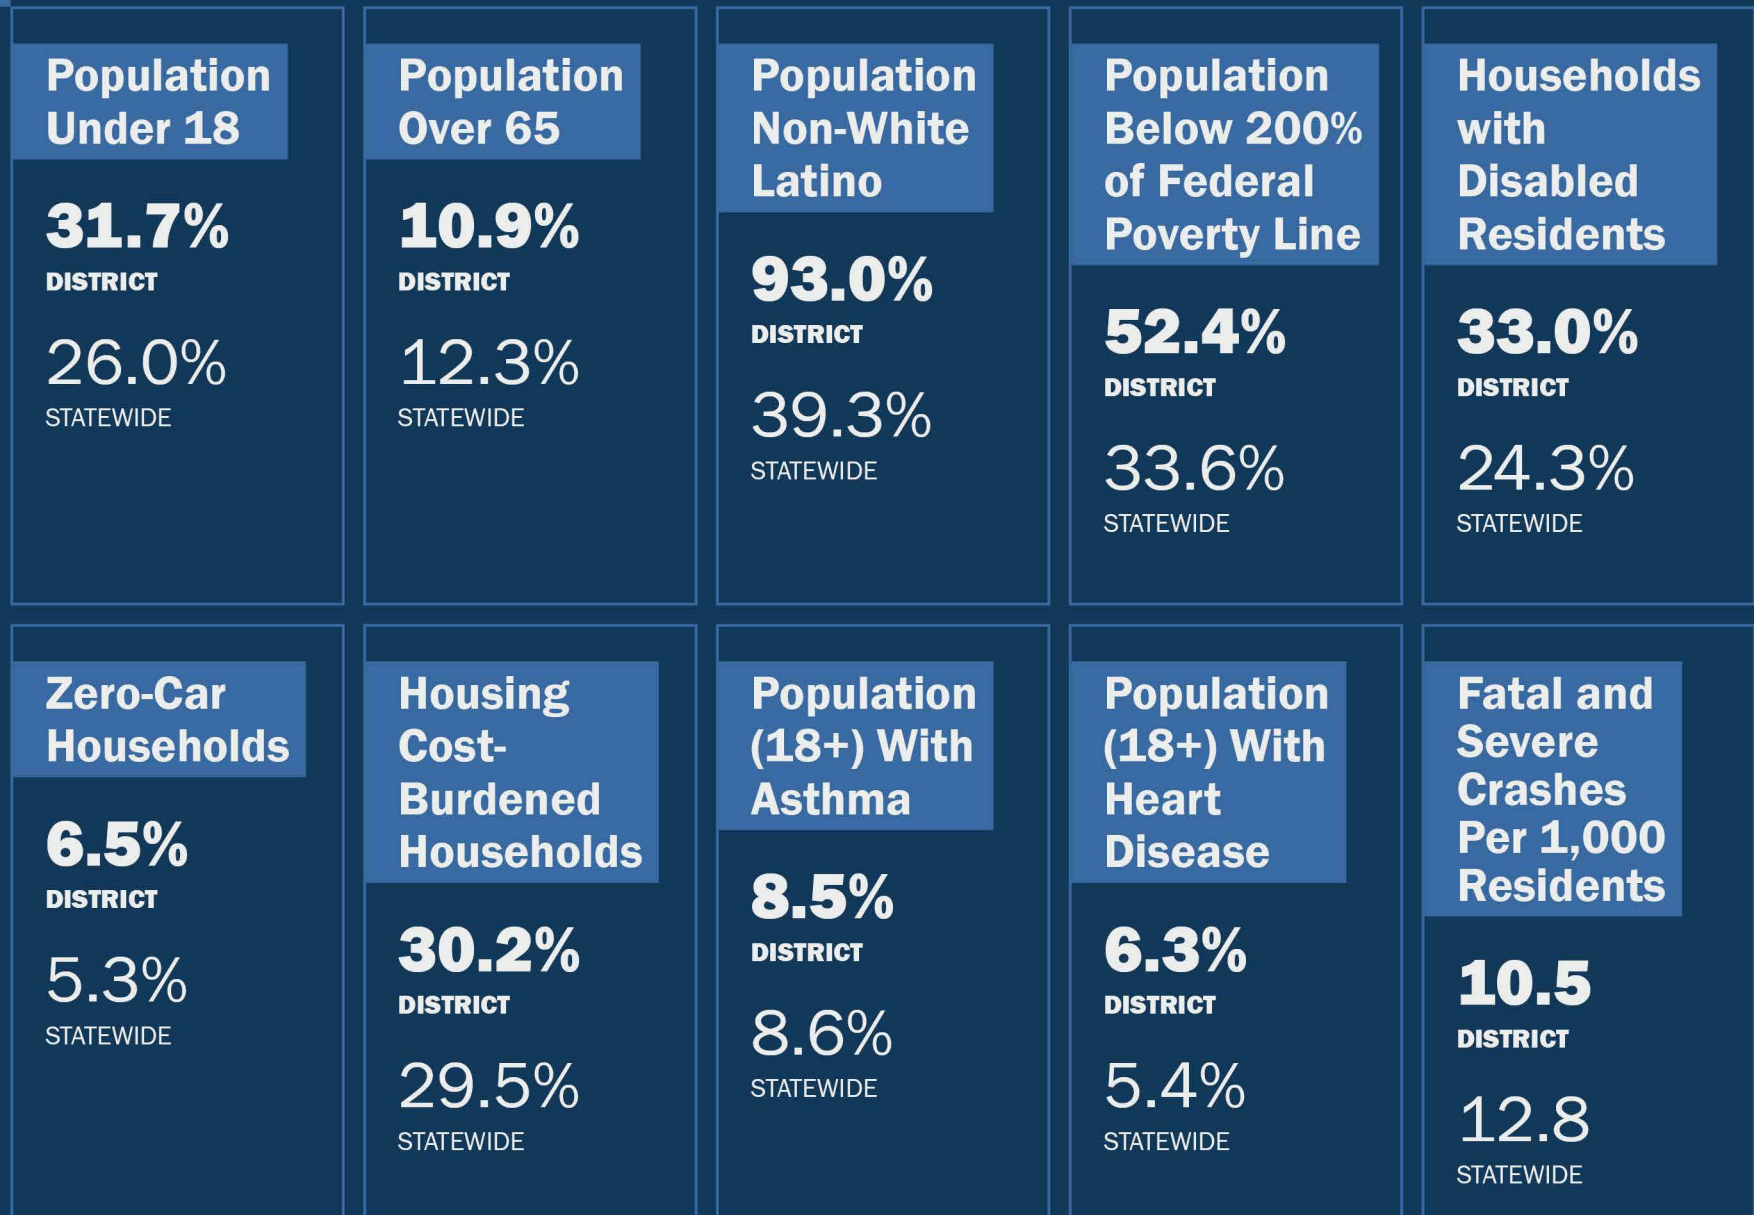 Population
Under 18
31.7%
DISTRICT
26.0%
STATEWIDE
Population
Over 65
10.9%
DISTRICT
12.3%
STATEWIDE
Population
Non-White
Latino
93.0%
DISTRICT
39.3%
STATEWIDE
Population
Below 200%
of Federal
Poverty Line
52.4%
DISTRICT
33.6%
STATEWIDE
Households
with
Disabled
Residents
33.0%
DISTRICT
24.3%
STATEWIDE
Zero-Car
Households
6.5%
DISTRICT
5.3%
STATEWIDE
Housing
Cost-
Burdened
Households
30.2%
DISTRICT
29.5%
STATEWIDE
Population
(18+) With
Asthma
8.5%
DISTRICT
8.6%
STATEWIDE
Population
(18+) With
Heart
Disease
6.3%
DISTRICT
5.4%
STATEWIDE
Fatal and
Severe
Crashes
Per 1,000
Residents
10.5
DISTRICT
12.8
STATEWIDE